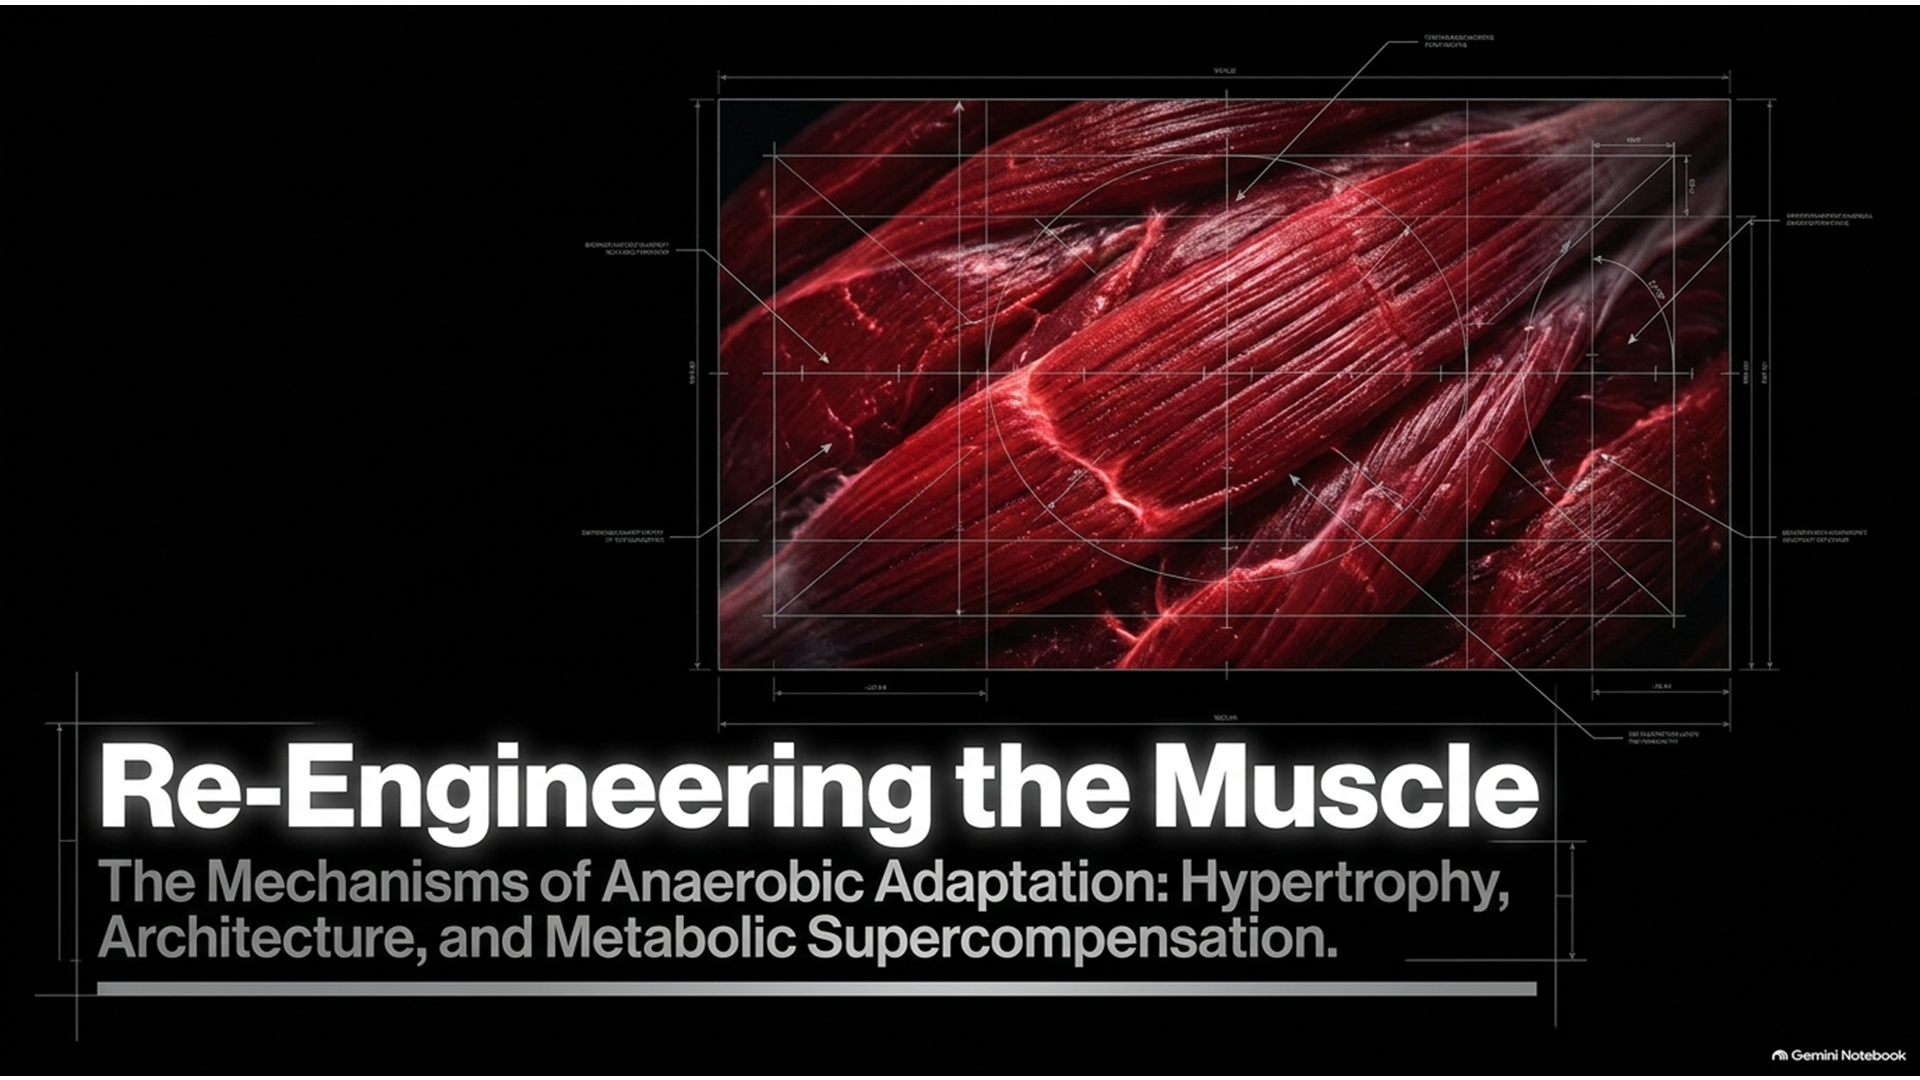 Re-Engineering the Muscle
The Mechanisms of Anaerobic Adaptation: Hypertrophy,
Architecture, and Metabolic Supercompensation.
Gemini Notebook